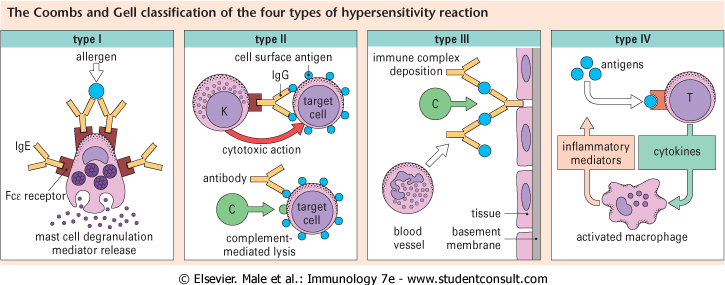 The Coombs and Gell classification of the four types of hypersensitivity reaction
type I
allergen
IgE
Fcε receptor
mast cell degranulation
mediator release
type II
cell surface antigen
IgG
K
target
cell
cytotoxic action
antibody
C
target
cell
complement-
mediated lysis
type III
immune complex
deposition
C
blood
vessel
tissue
basement
membrane
type IV
antigens
T
inflammatory
mediators
cytokines
activated macrophage
© Elsevier. Male et al.: Immunology 7e - www.studentconsult.com